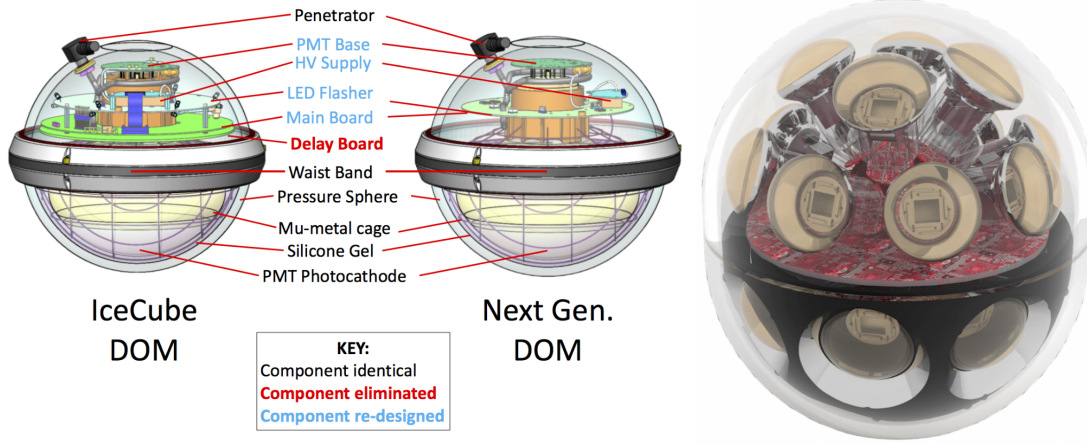 Penetrator
PMT Base
HV Supply
LED Flasher
Main Board
Delay Board
Waist Band
Pressure Sphere
Mu-metal cage
Silicone Gel
PMT Photocathode
IceCube
DOM
Next Gen.
DOM
KEY:
Component identical
Component eliminated
Component re-designed